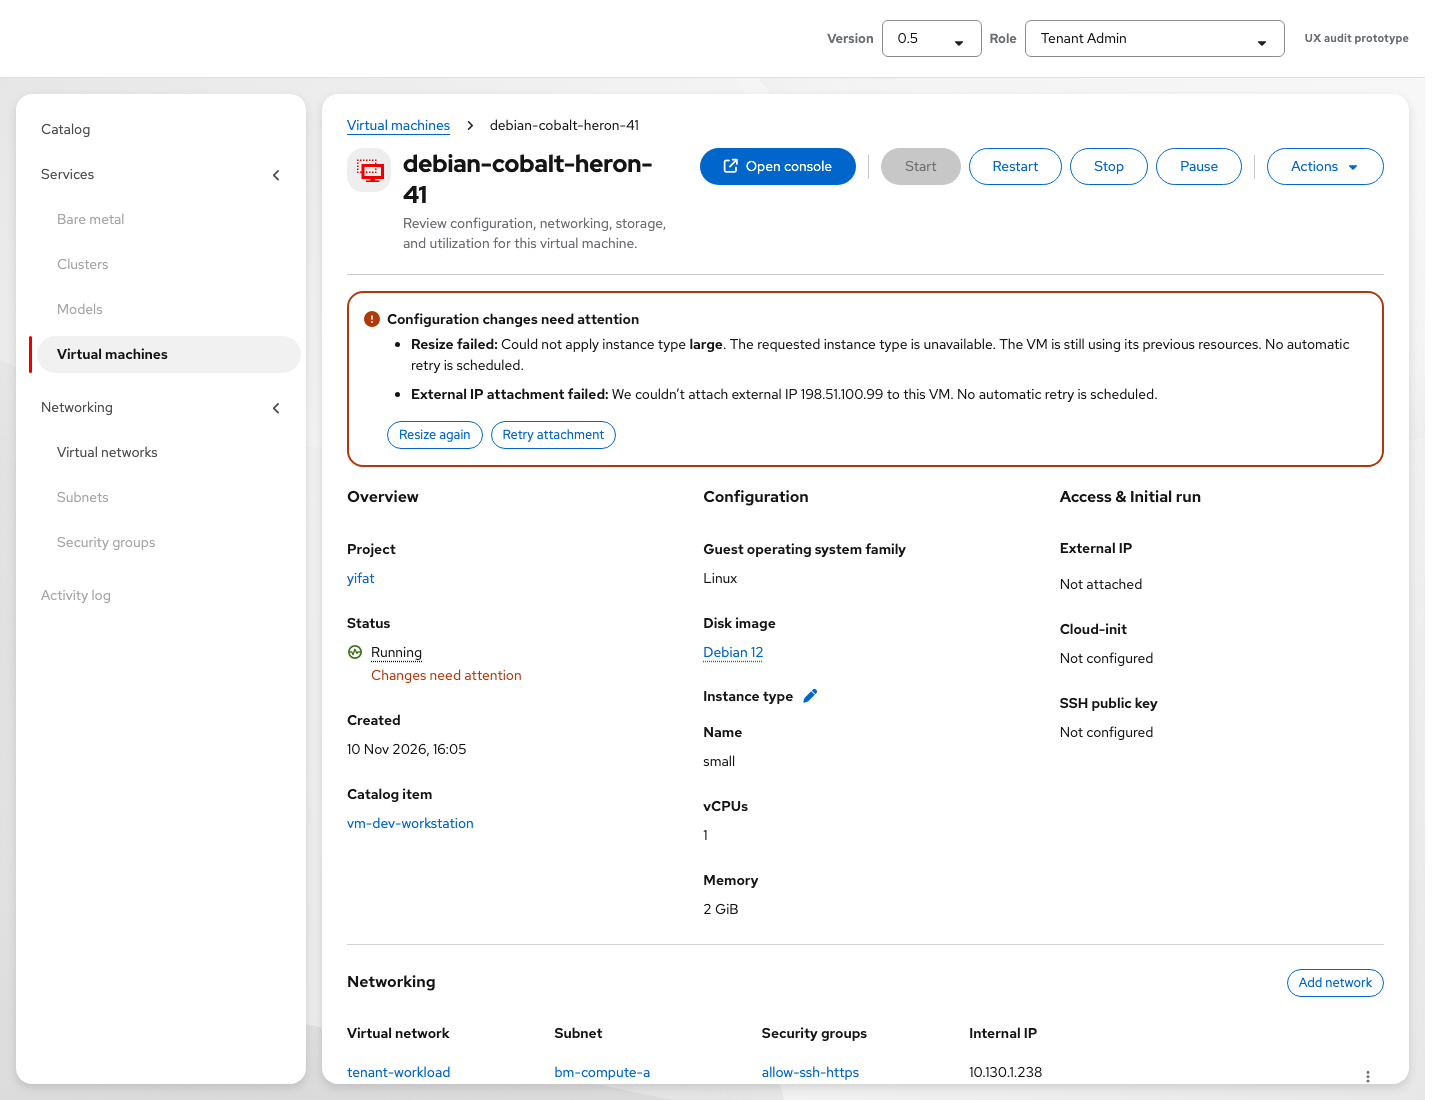 Version 0.5 Role Tenant Admin UX audit prototype
Catalog
Services
Bare metal
Clusters
Models
Virtual machines
Networking
Virtual networks
Subnets
Security groups
Activity log
Virtual machines > debian-cobalt-heron-41
debian-cobalt-heron-
41
Review configuration, networking, storage,
and utilization for this virtual machine.
Open console Start Restart Stop Pause Actions
Configuration changes need attention
• Resize failed: Could not apply instance type large. The requested instance type is unavailable. The VM is still using its previous resources. No automatic
retry is scheduled.
• External IP attachment failed: We couldn’t attach external IP 198.51.100.99 to this VM. No automatic retry is scheduled.
Resize again Retry attachment
Overview
Project
yifat
Status
Running
Changes need attention
Created
10 Nov 2026, 16:05
Catalog item
vm-dev-workstation
Configuration
Guest operating system family
Linux
Disk image
Debian 12
Instance type
Name
small
vCPUs
1
Memory
2 GiB
Access & Initial run
External IP
Not attached
Cloud-init
Not configured
SSH public key
Not configured
Networking
Add network
Virtual network Subnet Security groups Internal IP
tenant-workload bm-compute-a allow-ssh-https 10.130.1.238